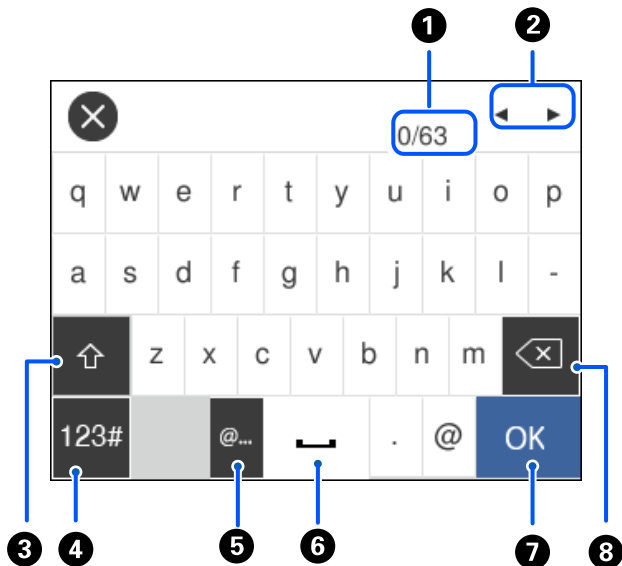 1 2
0/63
q w e r t y u i o p
a s d f g h j k l -
z x c v b n m
123# @... . @ OK
3 4 5 6 7 8